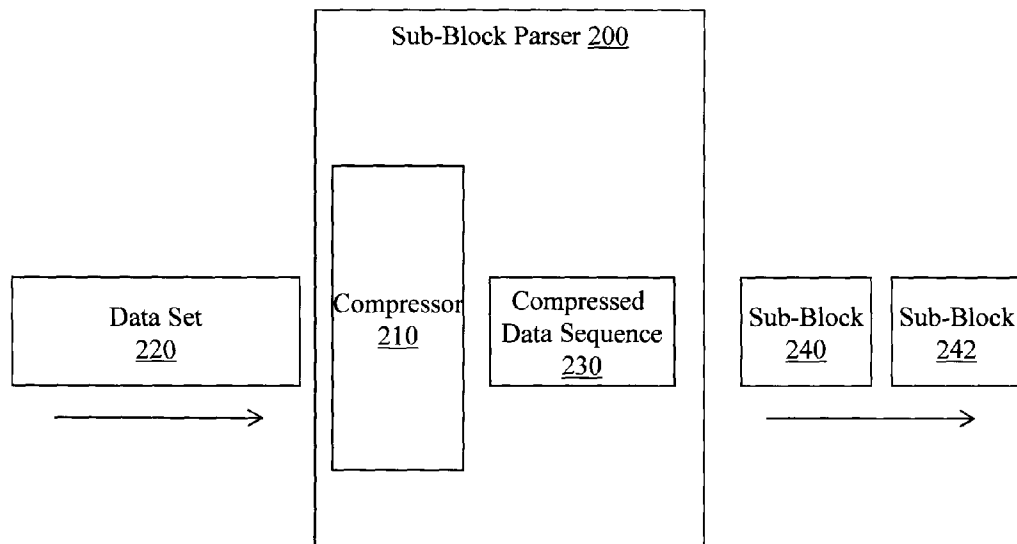 Sub-Block Parser 200
Data Set
220
Compressor
210
Compressed
Data Sequence
230
Sub-Block
240
Sub-Block
242